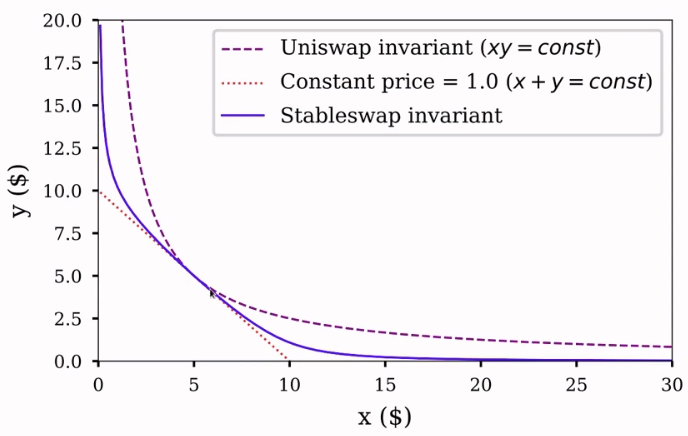 20.0
17.5
15.0
12.5
10.0
7.5
5.0
2.5
0.0
y ($)
Uniswap invariant (xy = const)
Constant price = 1.0 (x + y = const)
Stableswap invariant
0 5 10 15 20 25 30
x ($)